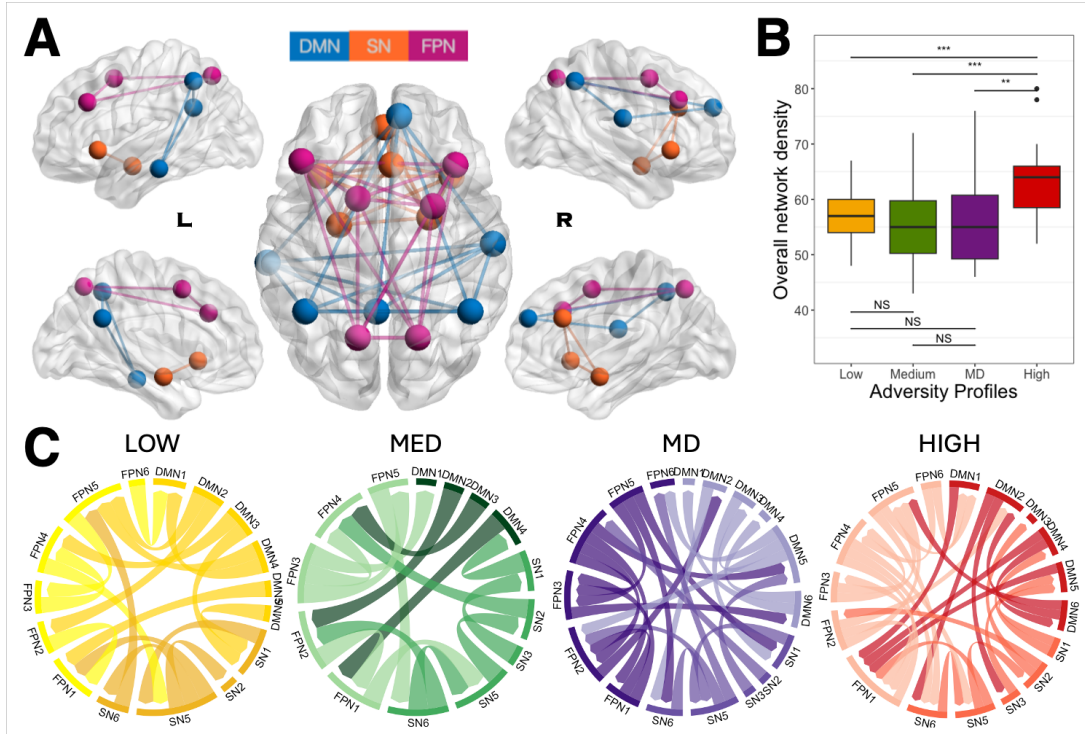 A
DMN SN FPN
L
R
B
***
***
**
Overall network density
80
70
60
50
40
NS
NS
NS
Low Medium MD High
Adversity Profiles
C
LOW
FPN6
DMN1
DMN2
DMN3
DMN4
DMN5
DMN6
SN1
SN2
SN5
SN6
FPN1
FPN2
FPN3
FPN4
FPN5
MED
DMN1
DMN2
DMN3
DMN4
SN1
SN2
SN3
SN5
SN6
FPN1
FPN2
FPN3
FPN4
FPN5
MD
FPN6
DMN1
DMN2
DMN3
DMN4
DMN5
DMN6
SN1
SN2
SN3
SN5
SN6
FPN1
FPN2
FPN3
FPN4
FPN5
HIGH
FPN6
DMN1
DMN2
DMN3
DMN4
DMN5
DMN6
SN1
SN2
SN3
SN5
SN6
FPN1
FPN2
FPN3
FPN4
FPN5